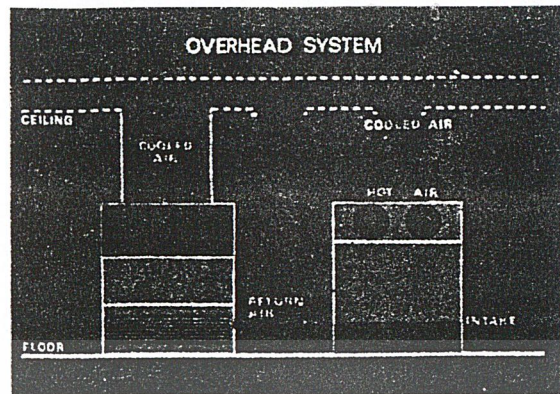 OVERHEAD SYSTEM
CEILING
COOLED
AIR
COOLED AIR
HOT AIR
RETURN
AIR
INTAKE
FLOOR